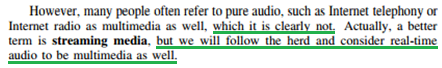 However, many people often refer to pure audio, such as Internet telephony or
Internet radio as multimedia as well, which it is clearly not. Actually, a better
term is streaming media, but we will follow the herd and consider real-time
audio to be multimedia as well.